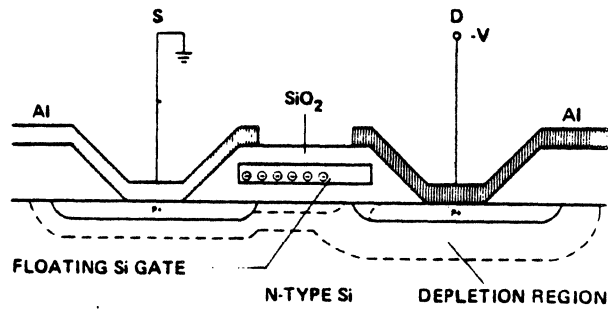 S
D
-V
Al
SiO2
Al
P+
P+
FLOATING Si GATE
N-TYPE Si
DEPLETION REGION